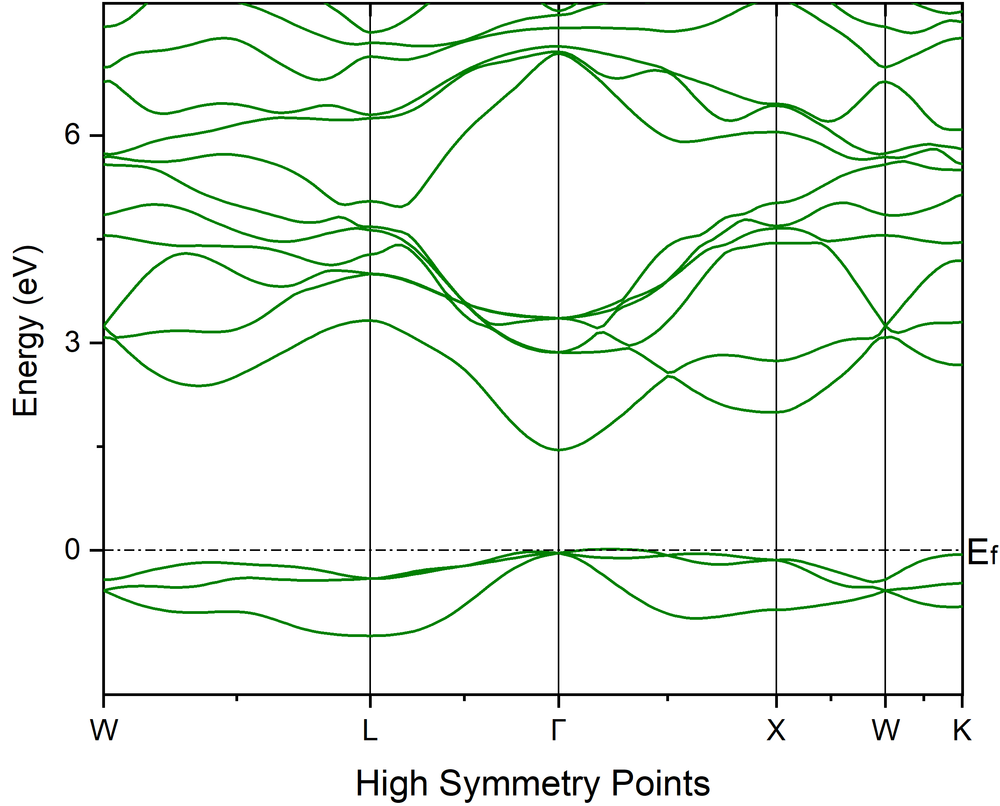 6
3
0
Energy (eV)
Ef
W L Γ X W K
High Symmetry Points